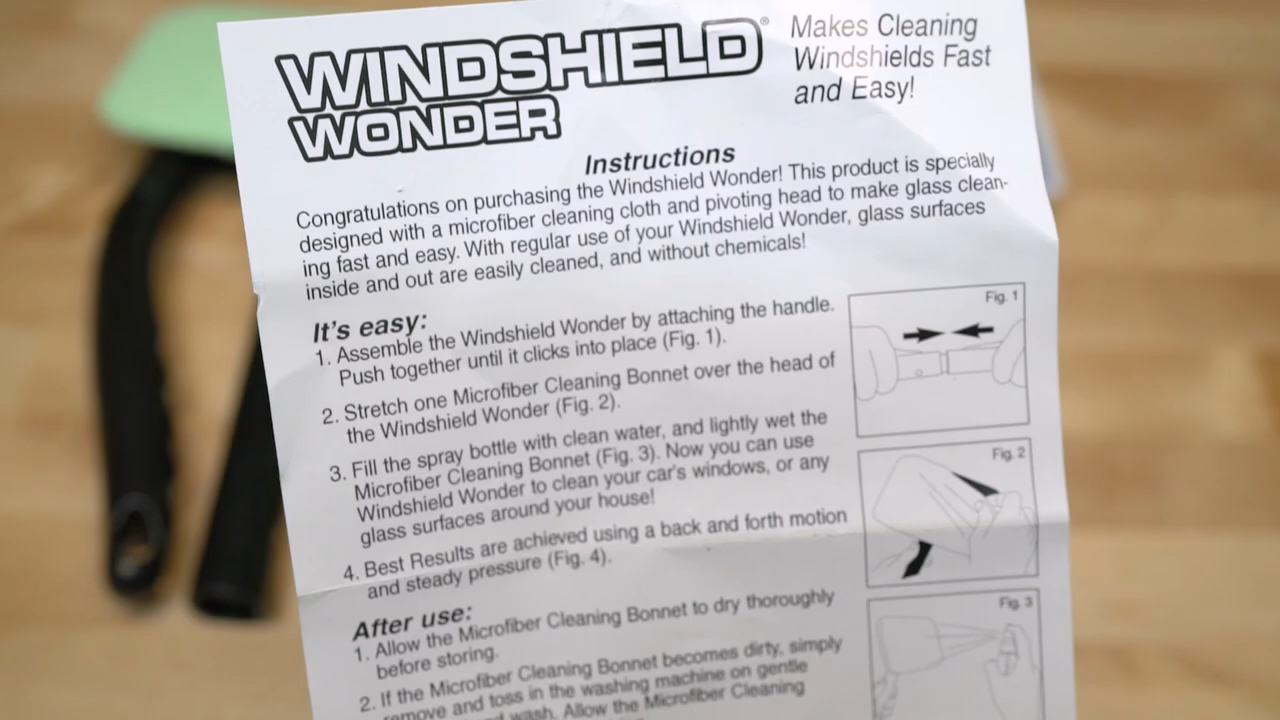 WINDSHIELD®
WONDER
Makes Cleaning
Windshields Fast
and Easy!
Instructions
Congratulations on purchasing the Windshield Wonder! This product is specially
designed with a microfiber cleaning cloth and pivoting head to make glass clean-
ing fast and easy. With regular use of your Windshield Wonder, glass surfaces
inside and out are easily cleaned, and without chemicals!
It's easy:
1. Assemble the Windshield Wonder by attaching the handle.
Push together until it clicks into place (Fig. 1).
2. Stretch one Microfiber Cleaning Bonnet over the head of
the Windshield Wonder (Fig. 2).
3. Fill the spray bottle with clean water, and lightly wet the
Microfiber Cleaning Bonnet (Fig. 3). Now you can use
Windshield Wonder to clean your car's windows, or any
glass surfaces around your house!
4. Best Results are achieved using a back and forth motion
and steady pressure (Fig. 4).
After use:
1. Allow the Microfiber Cleaning Bonnet to dry thoroughly
before storing.
2. If the Microfiber Cleaning Bonnet becomes dirty, simply
remove and toss in the washing machine on gentle
wash. Allow the Microfiber Cleaning
Fig. 1
Fig. 2
Fig. 3